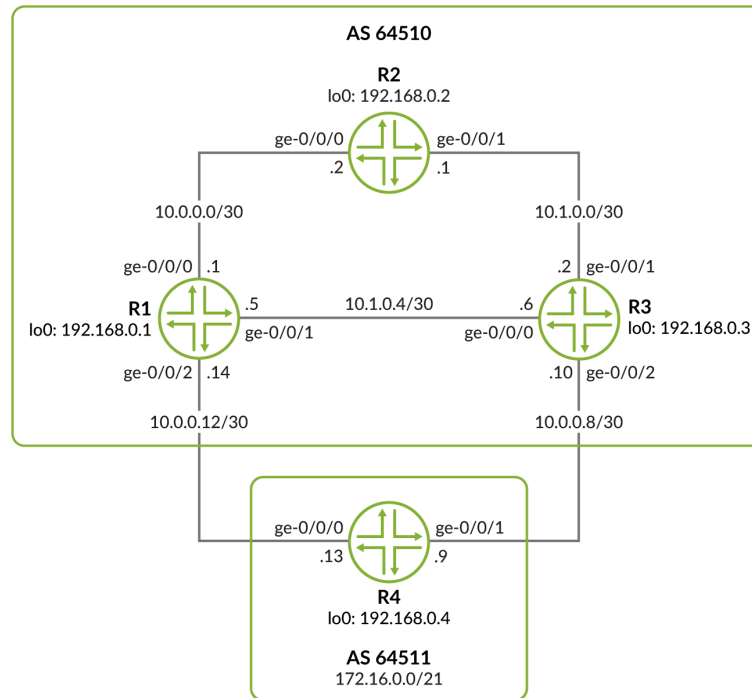 AS 64510
R2
lo0: 192.168.0.2
ge-0/0/0
ge-0/0/1
.2
.1
10.0.0.0/30
10.1.0.0/30
ge-0/0/0
.1
.2
ge-0/0/1
R1
lo0: 192.168.0.1
.5
10.1.0.4/30
.6
R3
lo0: 192.168.0.3
ge-0/0/1
ge-0/0/0
ge-0/0/2
.14
.10
ge-0/0/2
10.0.0.12/30
10.0.0.8/30
ge-0/0/0
ge-0/0/1
.13
.9
R4
lo0: 192.168.0.4
AS 64511
172.16.0.0/21